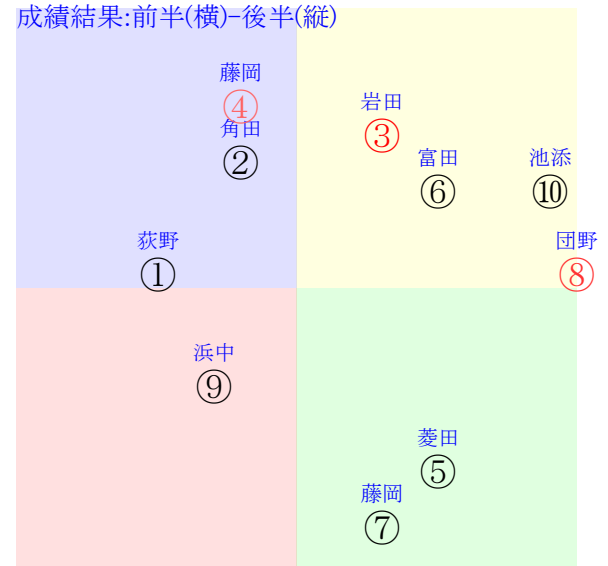 成績結果:前半(横)-後半(縦)
藤岡
④
岩田
③
角田
②
富田
⑥
池添
⑩
荻野
①
団野
⑧
浜中
⑨
菱田
⑤
藤岡
⑦